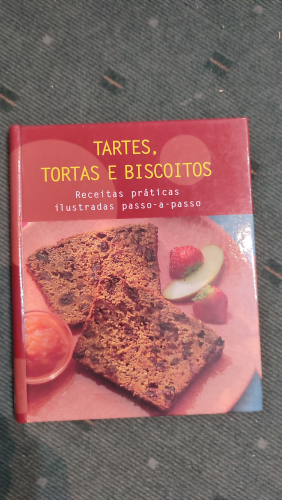 TARTES,
TORTAS E BISCOITOS
Receitas práticas
ilustradas passo-a-passo